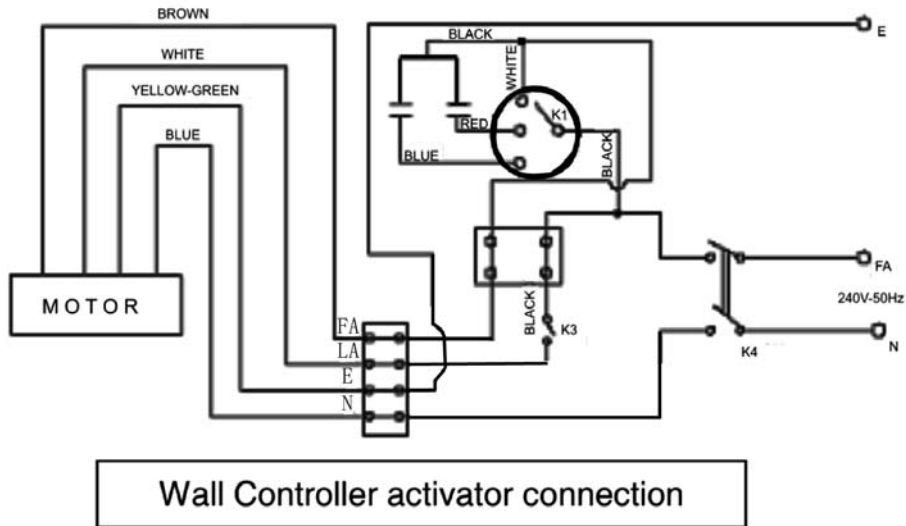 BROWN
E
BLACK
WHITE
WHITE
YELLOW-GREEN
K1
RED
BLUE
BLUE
BLACK
MOTOR
FA
240V-50Hz
BLACK
K3
FA
LA
E
N
K4
N
Wall Controller activator connection